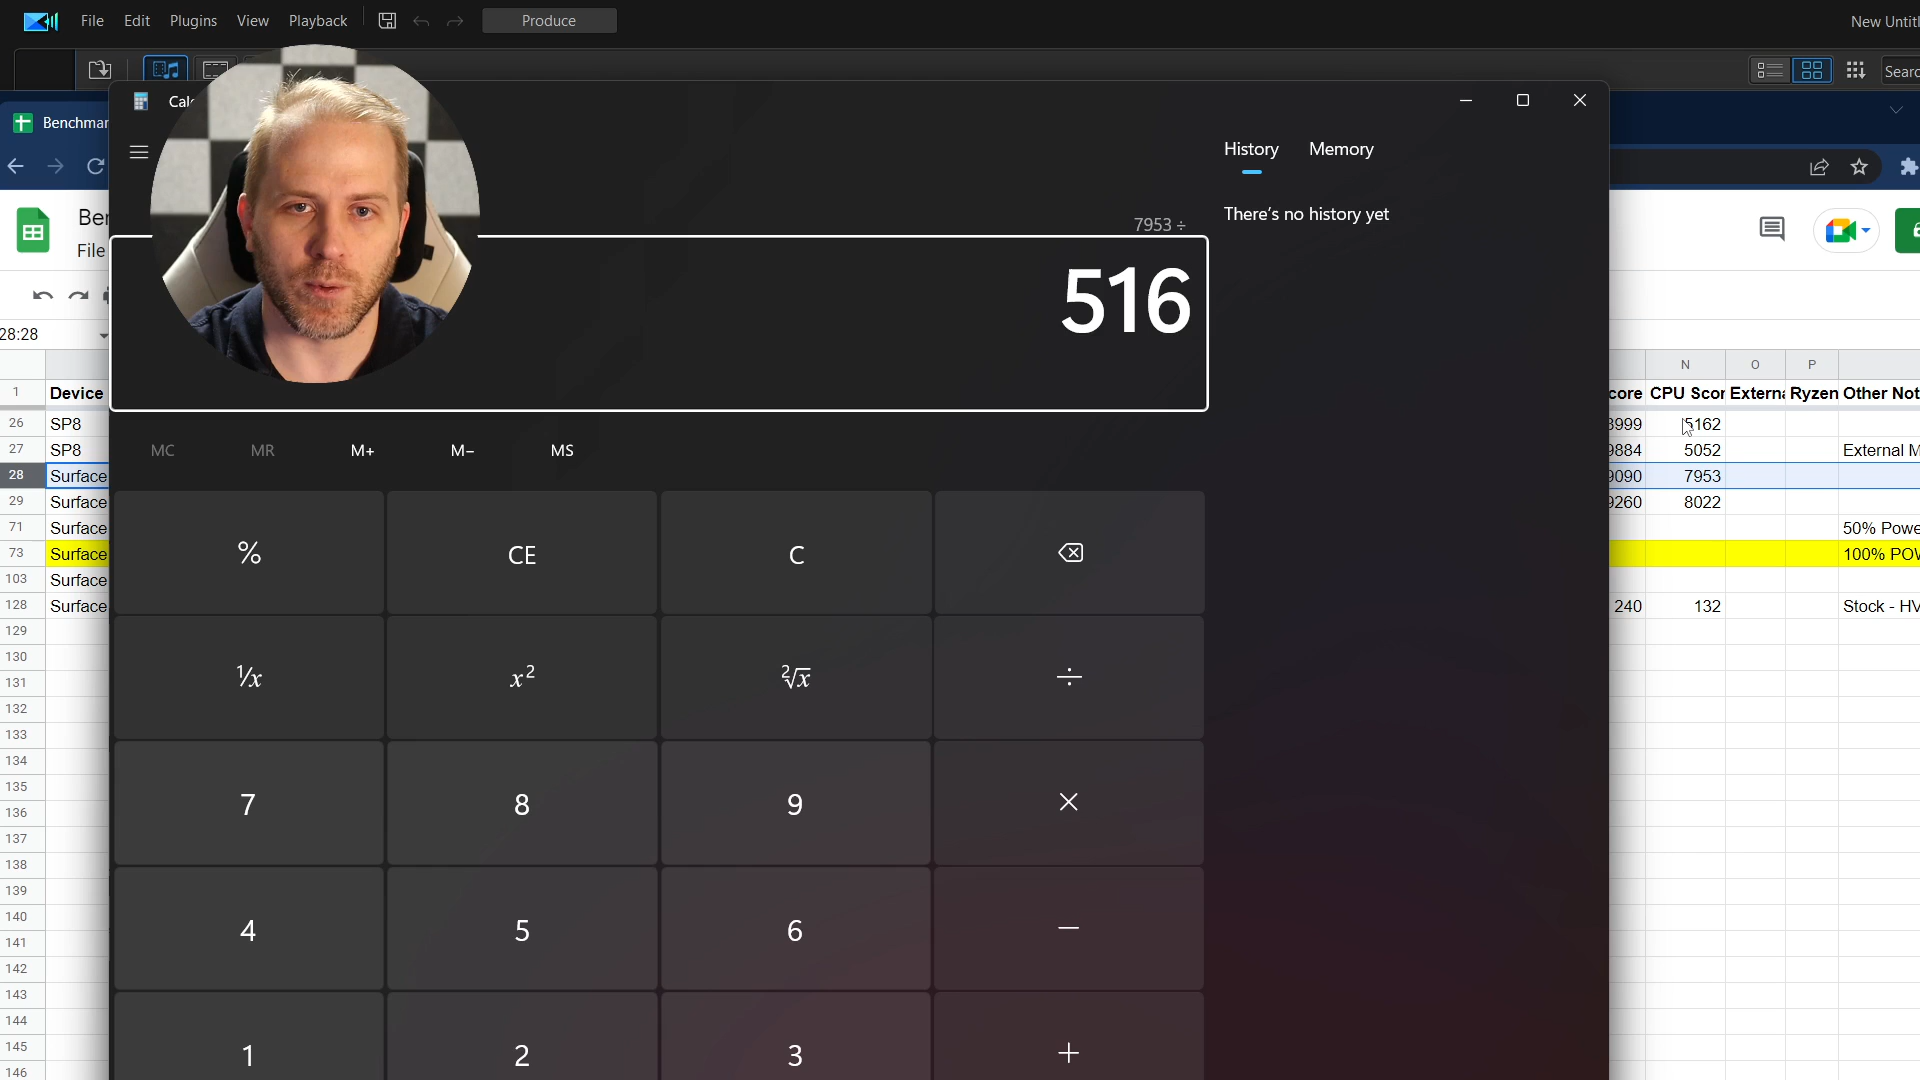 File Edit Plugins View Playback Produce New Untitl
Searc
Benchmar
Calc
History Memory
There's no history yet
Ber
File
7953 ÷
516
28:28
N O P
1 Device core CPU Scor Externa Ryzen Other Not
MC MR M+ M- MS
26 SP8 3999 5162
27 SP8 9884 5052 External M
28 Surface 9090 7953
29 Surface 9260 8022
71 Surface 50% Powe
73 Surface 100% POW
103 Surface
128 Surface 240 132 Stock - HV
129
130
131
132
133
134
135
136
137
138
139
140
141
142
143
144
145
146
% CE C
⅟x x² ²√x ÷
7 8 9 ×
4 5 6 −
1 2 3 +